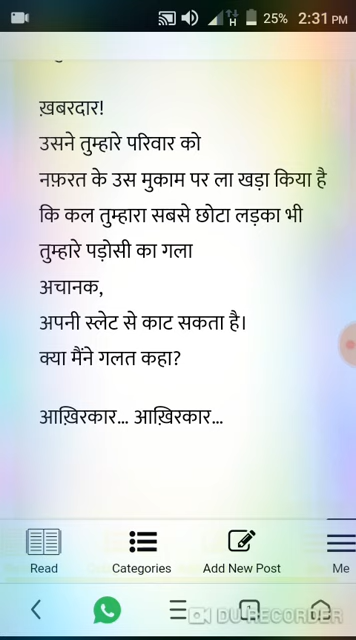 2:31 PM
H
25%
ख़बरदार!
उसने तुम्हारे परिवार को
नफ़रत के उस मुकाम पर ला खड़ा किया है
कि कल तुम्हारा सबसे छोटा लड़का भी
तुम्हारे पड़ोसी का गला
अचानक,
अपनी स्लेट से काट सकता है।
क्या मैंने गलत कहा?
आख़िरकार... आख़िरकार...
Read
Categories
Add New Post
Me
DU RECORDER